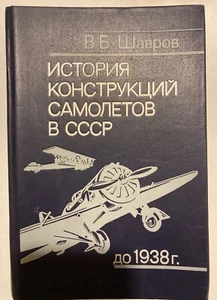 В.Б. Шавров
ИСТОРИЯ
КОНСТРУКЦИЙ
САМОЛЕТОВ
В СССР
до 1938 г.